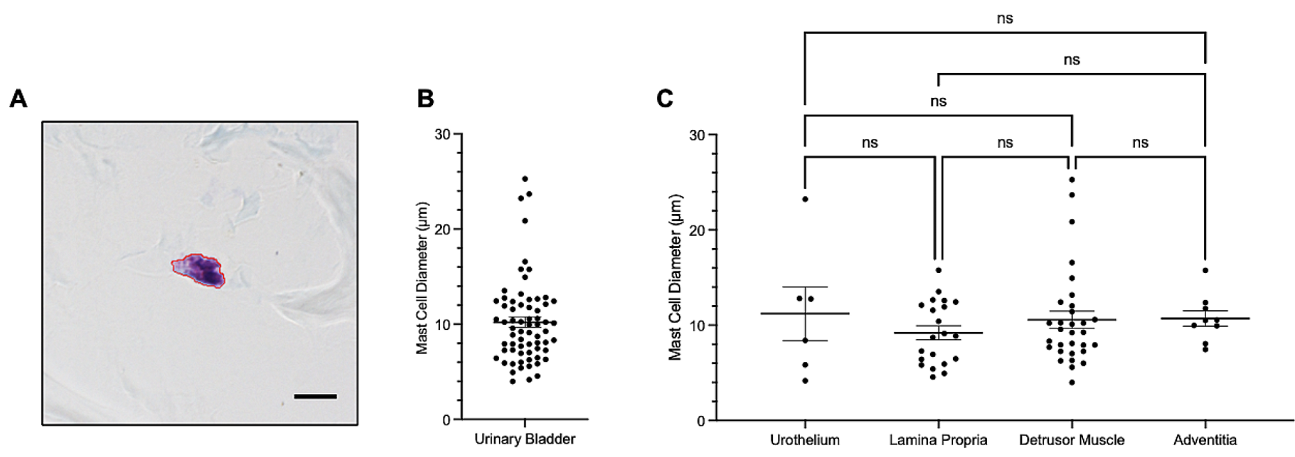 A
B
C
30
20
10
0
Mast Cell Diameter (µm)
Urinary Bladder
ns
ns
ns
ns
ns
ns
30
20
10
0
Mast Cell Diameter (µm)
Urothelium
Lamina Propria
Detrusor Muscle
Adventitia